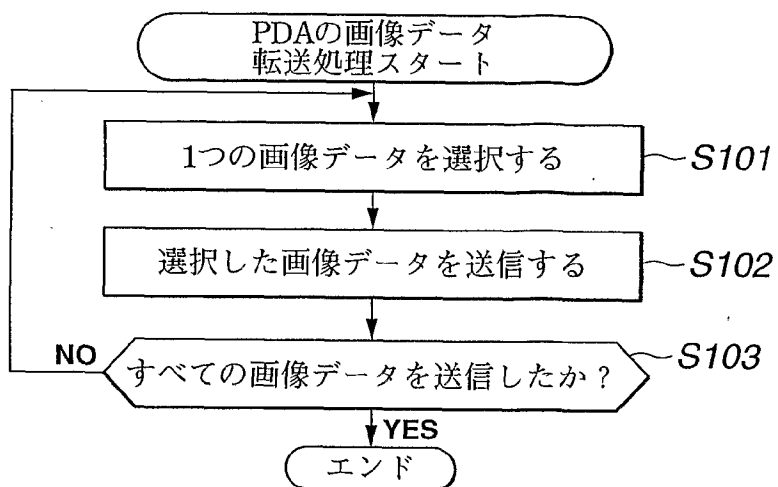 PDAの画像データ
転送処理スタート
1つの画像データを選択する
S101
選択した画像データを送信する
S102
すべての画像データを送信したか？
S103
NO
YES
エンド